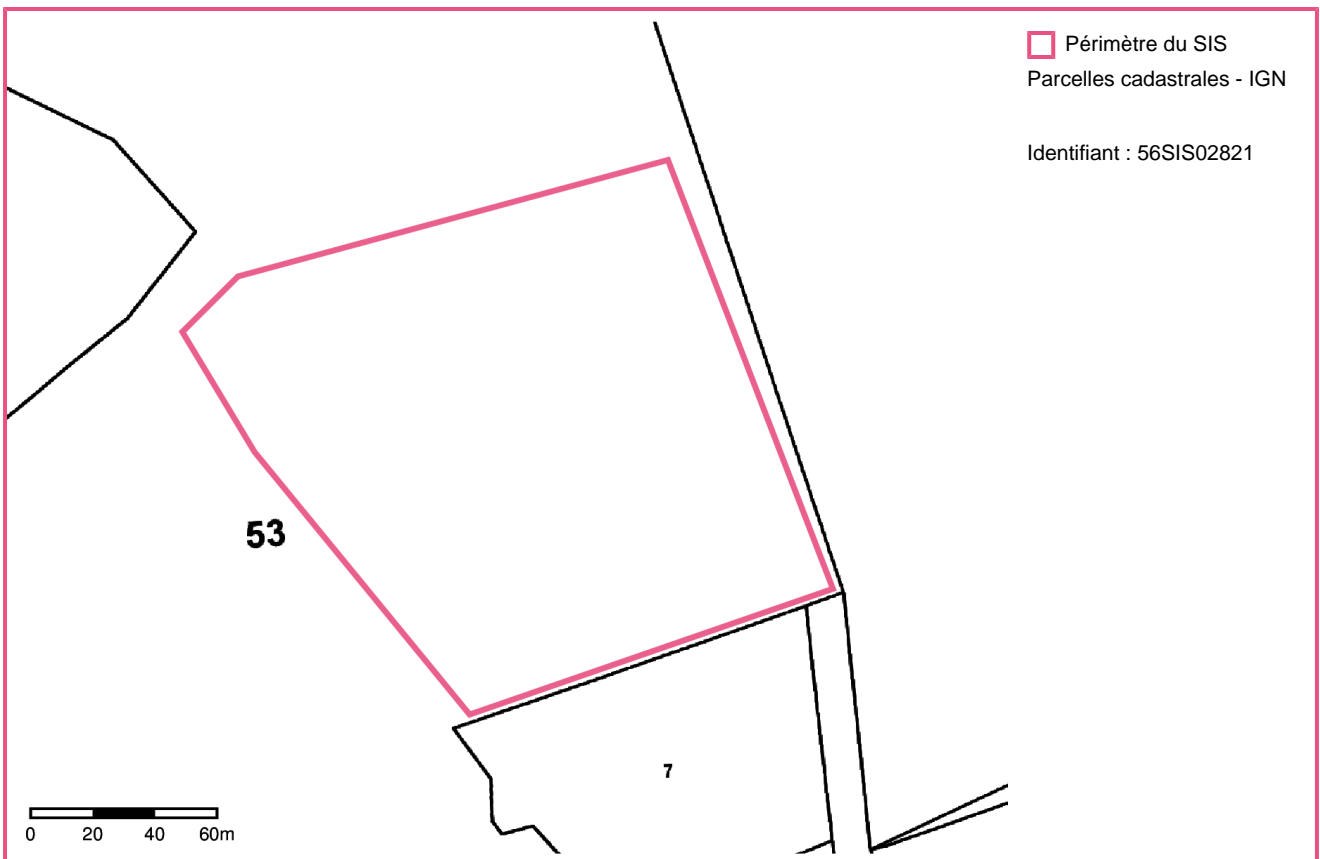 Périmètre du SIS
Parcelles cadastrales - IGN
Identifiant : 56SIS02821
53
7
0 20 40 60m